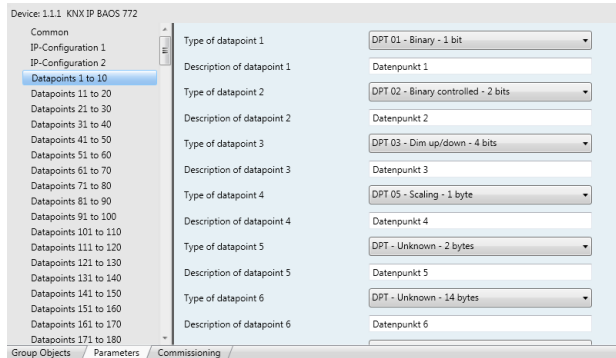 Device: 1.1.1 KNX IP BAOS 772
Common
IP-Configuration 1
IP-Configuration 2
Datapoints 1 to 10
Datapoints 11 to 20
Datapoints 21 to 30
Datapoints 31 to 40
Datapoints 41 to 50
Datapoints 51 to 60
Datapoints 61 to 70
Datapoints 71 to 80
Datapoints 81 to 90
Datapoints 91 to 100
Datapoints 101 to 110
Datapoints 111 to 120
Datapoints 121 to 130
Datapoints 131 to 140
Datapoints 141 to 150
Datapoints 151 to 160
Datapoints 161 to 170
Datapoints 171 to 180
Type of datapoint 1 DPT 01 - Binary - 1 bit
Description of datapoint 1 Datenpunkt 1
Type of datapoint 2 DPT 02 - Binary controlled - 2 bits
Description of datapoint 2 Datenpunkt 2
Type of datapoint 3 DPT 03 - Dim up/down - 4 bits
Description of datapoint 3 Datenpunkt 3
Type of datapoint 4 DPT 05 - Scaling - 1 byte
Description of datapoint 4 Datenpunkt 4
Type of datapoint 5 DPT - Unknown - 2 bytes
Description of datapoint 5 Datenpunkt 5
Type of datapoint 6 DPT - Unknown - 14 bytes
Description of datapoint 6 Datenpunkt 6
Group Objects / Parameters / Commissioning /